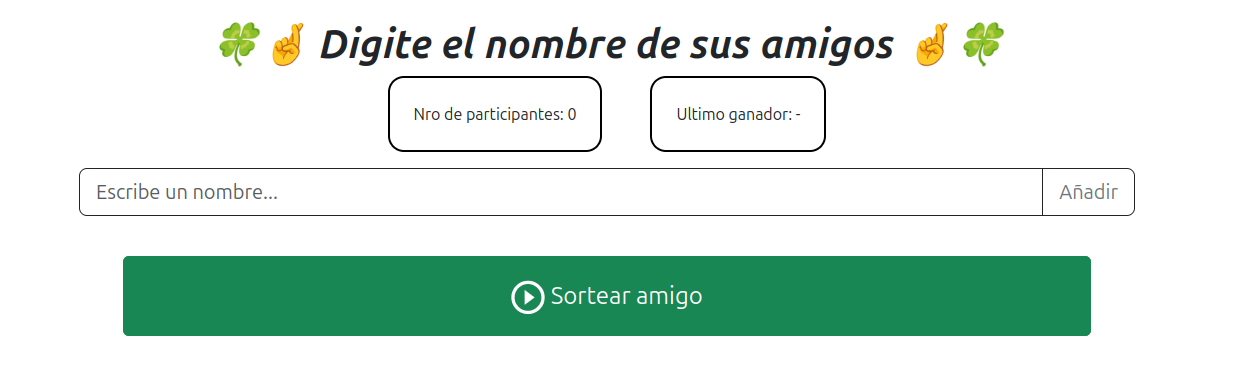 🍀🤞 Digite el nombre de sus amigos 🤞🍀
Nro de participantes: 0
Ultimo ganador: -
Escribe un nombre...
Añadir
Sortear amigo